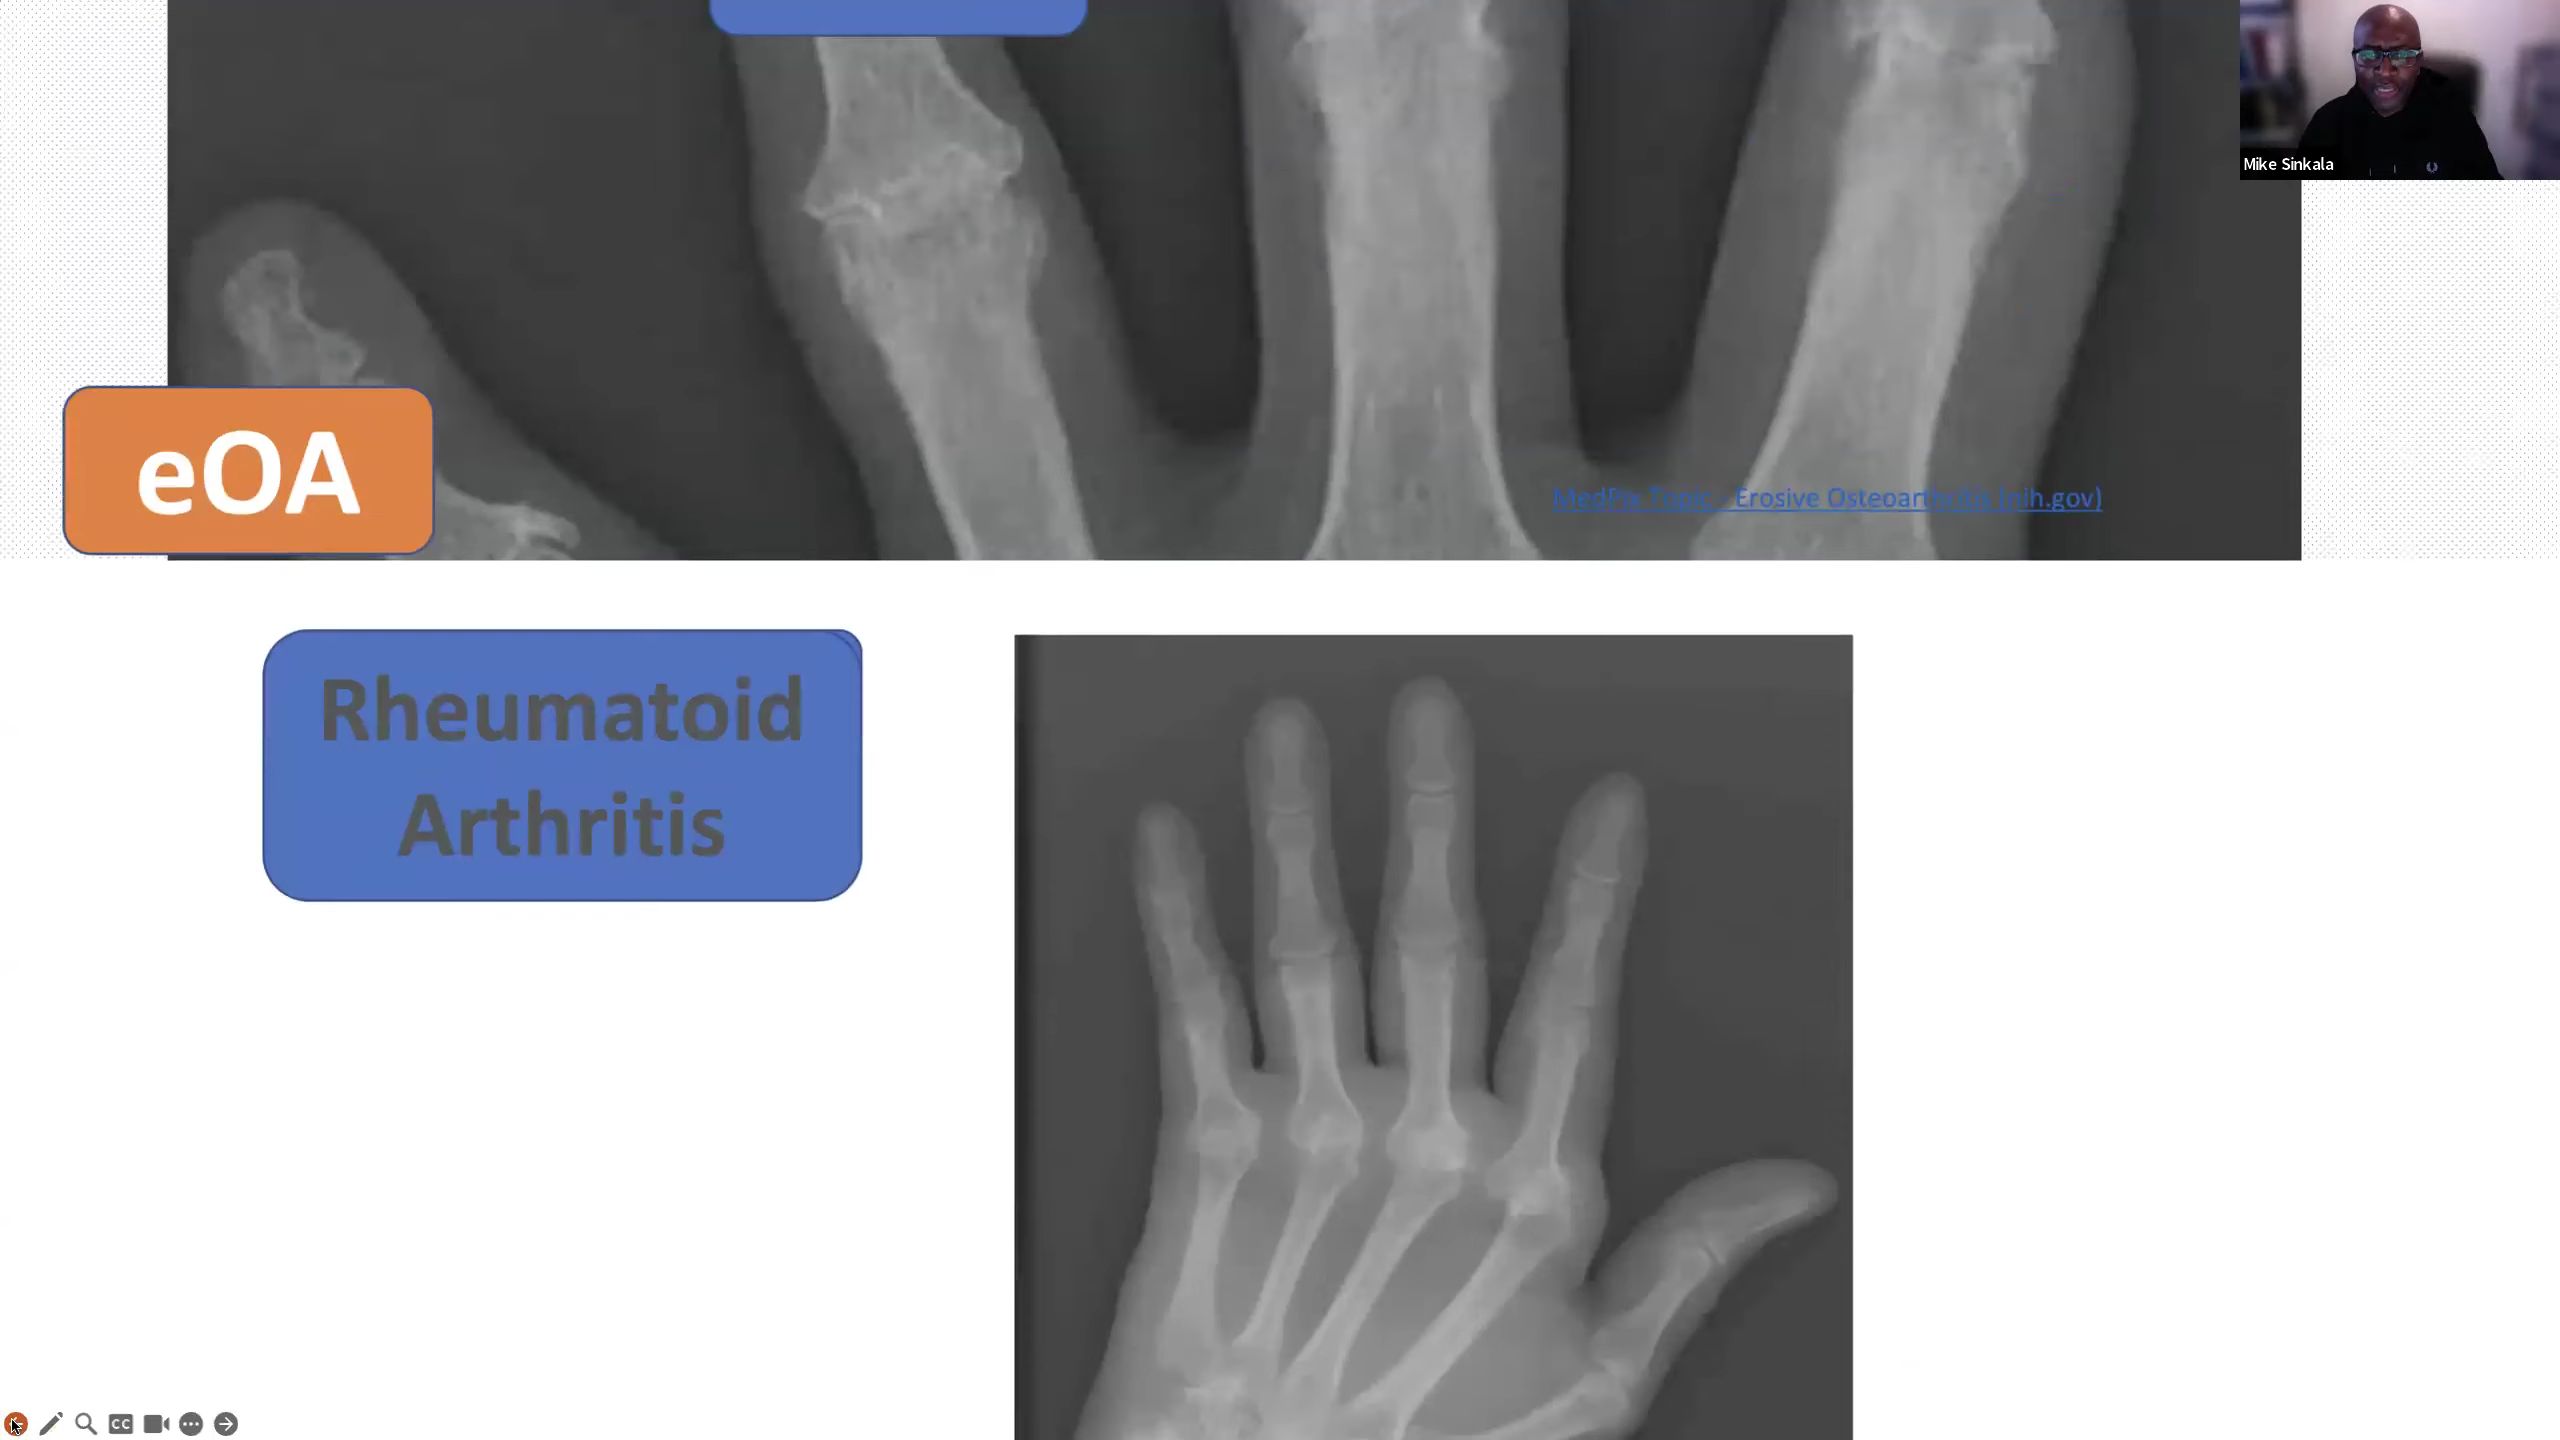 Mike Sinkala
eOA
MedPix Topic - Erosive Osteoarthritis (nih.gov)
Rheumatoid
Arthritis
CC